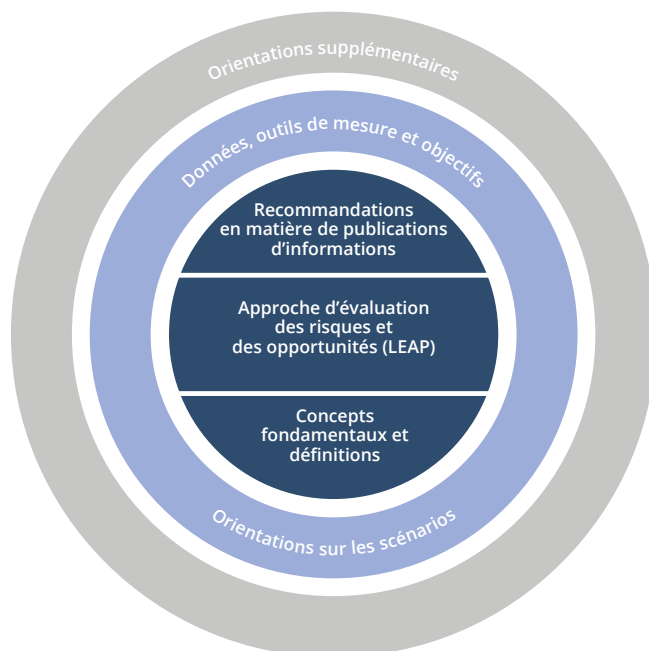 Orientations supplémentaires
Données, outils de mesure et objectifs
Recommandations
en matière de publications
d’informations
Approche d’évaluation
des risques et
des opportunités (LEAP)
Concepts
fondamentaux et
définitions
Orientations sur les scénarios